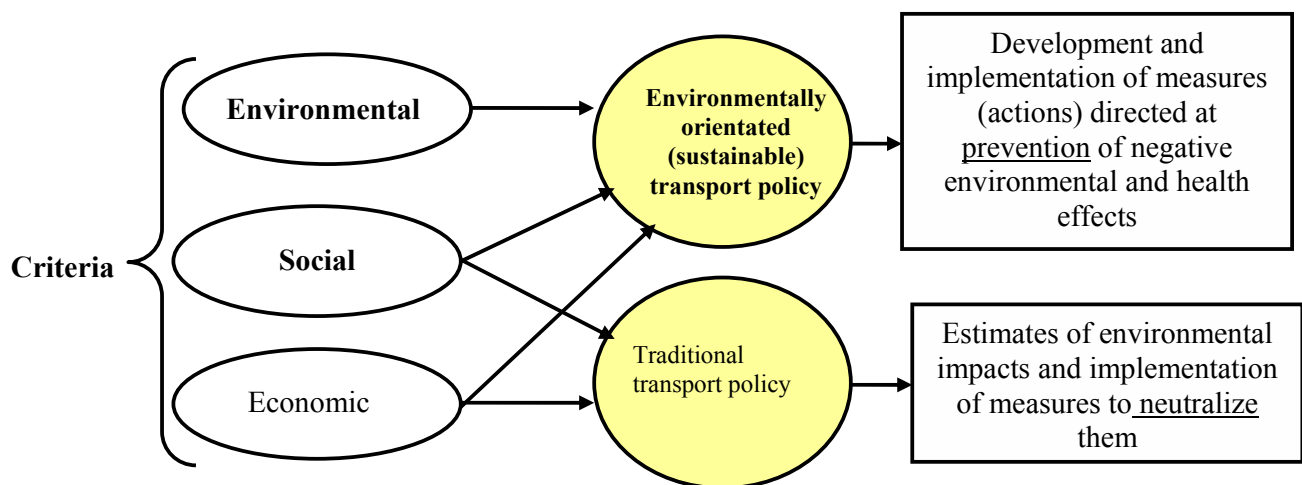 Criteria
Environmental
Social
Economic
Environmentally
orientated
(sustainable)
transport policy
Traditional
transport policy
Development and
implementation of measures
(actions) directed at
prevention of negative
environmental and health
effects
Estimates of environmental
impacts and implementation
of measures to neutralize
them